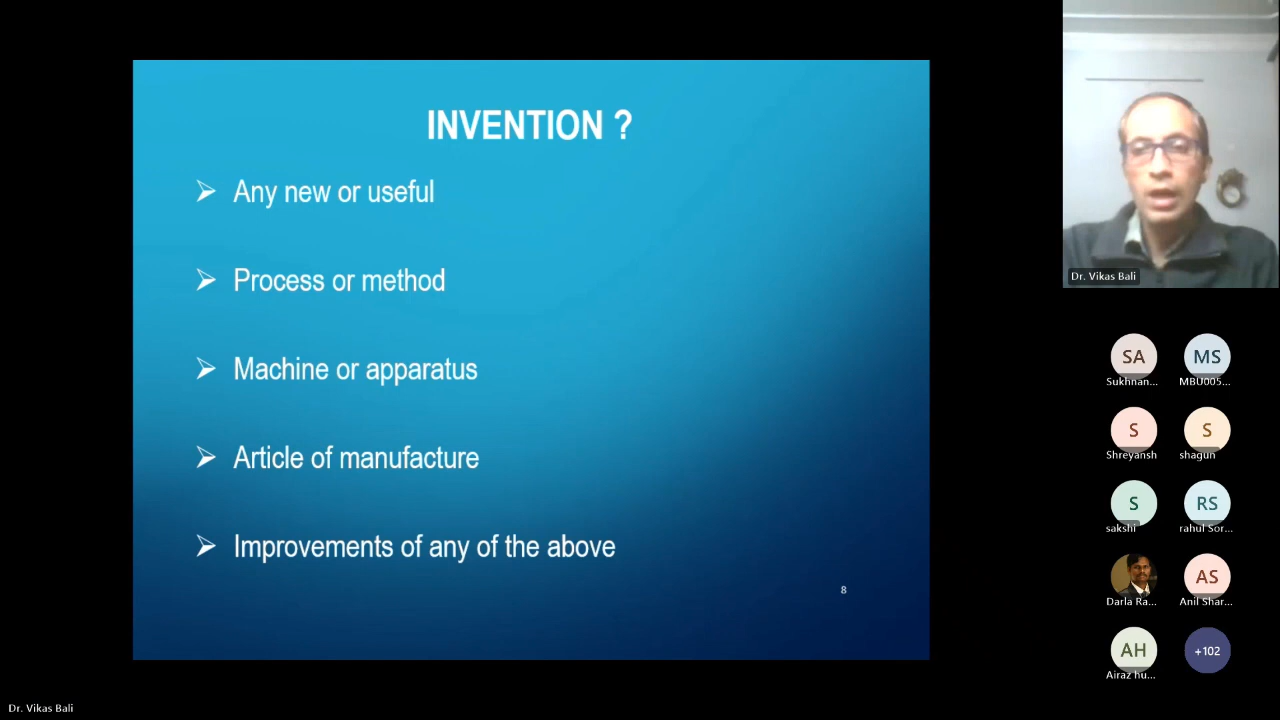 INVENTION ?
Any new or useful
Process or method
Machine or apparatus
Article of manufacture
Improvements of any of the above
8
Dr. Vikas Bali
SA
MS
Sukhnan...
MBU005...
S
S
Shreyansh
shagun
S
RS
sakshi
rahul Sor...
AS
Darla Ra...
Anil Shar...
AH
+102
Airaz hu...
Dr. Vikas Bali